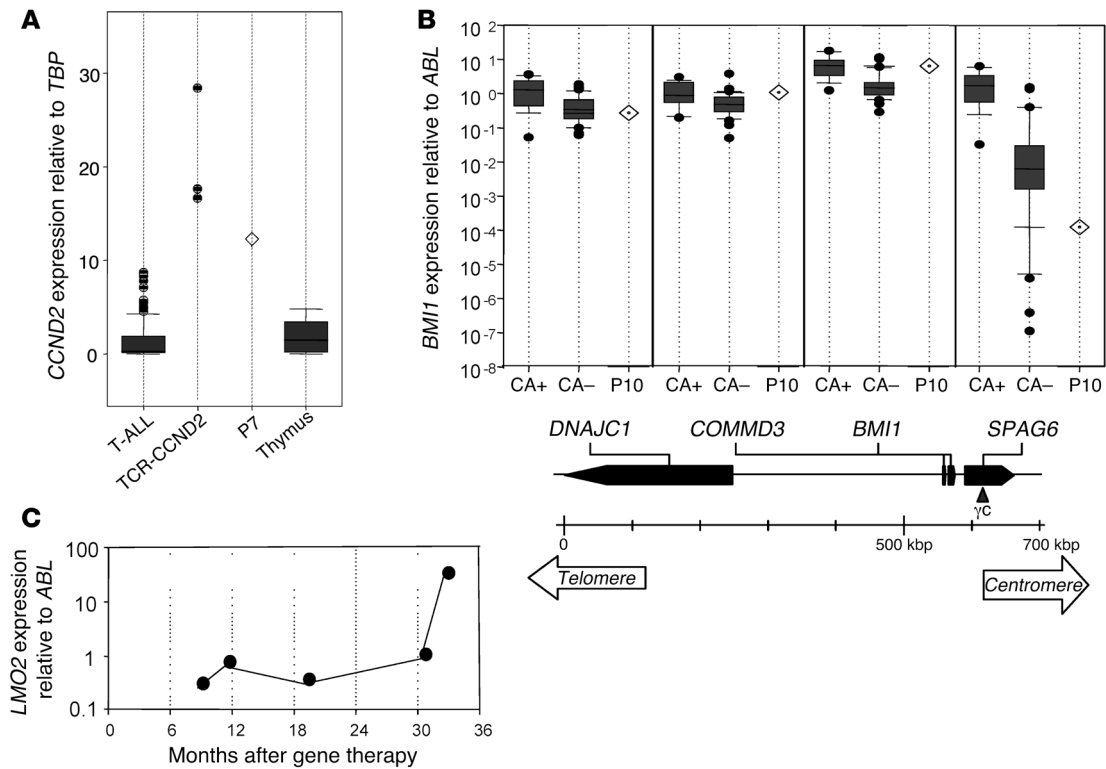 A
CCND2 expression relative to TBP
30
20
10
0
T-ALL
TCR-CCND2
P7
Thymus
B
BMI1 expression relative to ABL
10 2
10 1
10 0
10 -1
10 -2
10 -3
10 -4
10 -5
10 -6
10 -7
10 -8
CA+ CA– P10 CA+ CA– P10 CA+ CA– P10 CA+ CA– P10
DNAJC1 COMMD3 BMI1 SPAG6
γc
0 500 kbp 700 kbp
Telomere Centromere
C
LMO2 expression
relative to ABL
100
10
1
0.1
0 6 12 18 24 30 36
Months after gene therapy